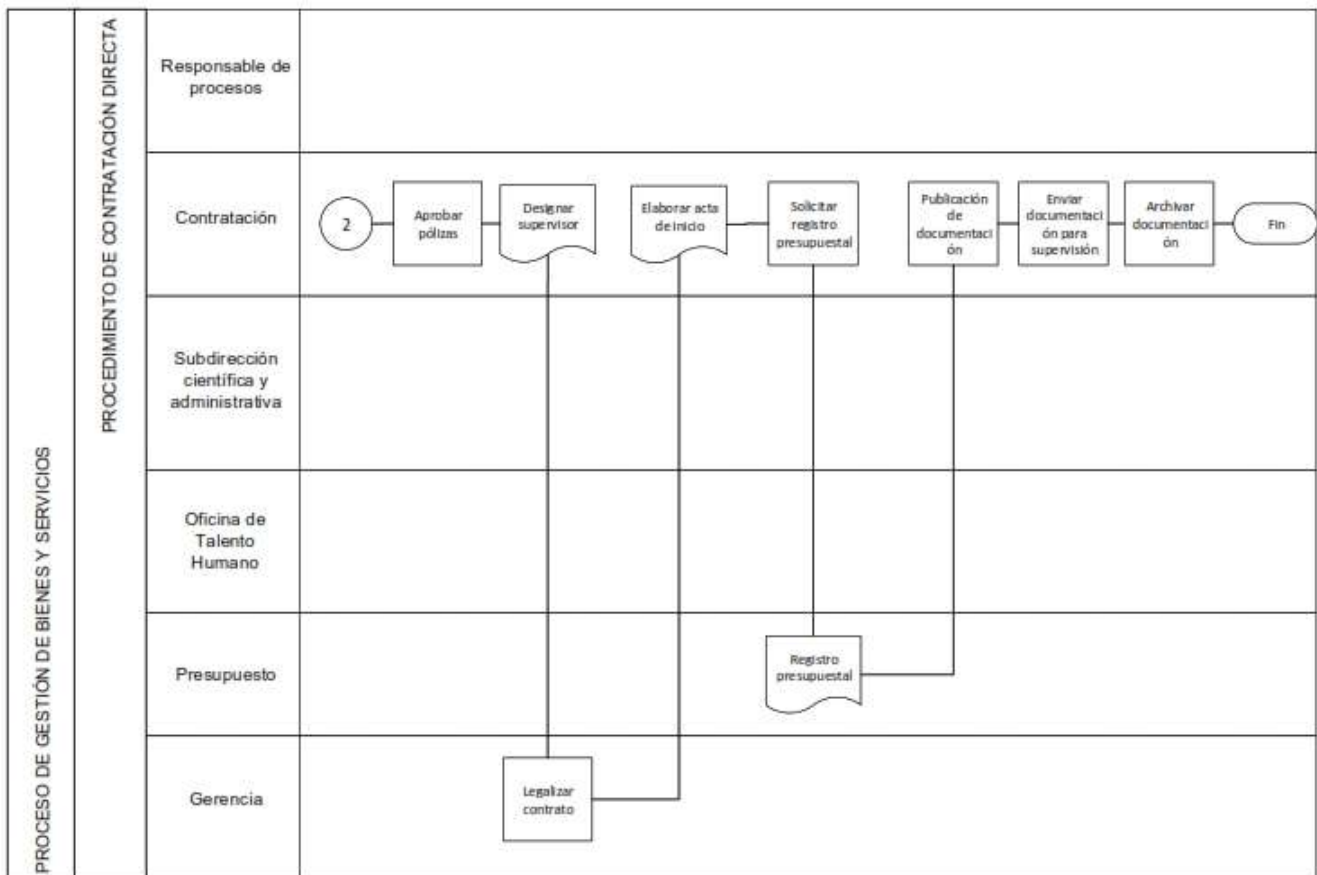 PROCESO DE GESTIÓN DE BIENES Y SERVICIOS
PROCEDIMIENTO DE CONTRATACIÓN DIRECTA
Responsable de
procesos
Contratación
2
Aprobar
pólizas
Designar
supervisor
Elaborar acta
de inicio
Solicitar
registro
presupuestal
Publicación
de
documentaci
ón
Enviar
documentaci
ón para
supervisión
Archivar
documentaci
ón
Fin
Subdirección
científica y
administrativa
Oficina de
Talento
Humano
Presupuesto
Registro
presupuestal
Gerencia
Legalizar
contrato